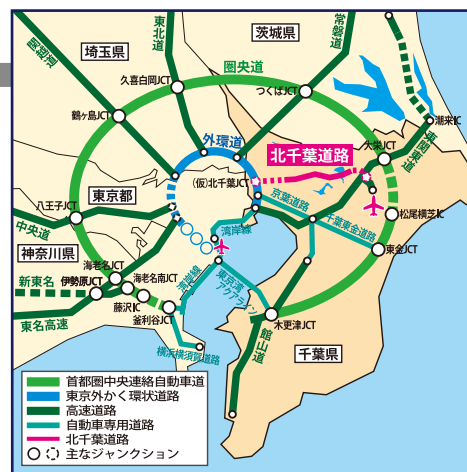 茨城県
埼玉県
東北道
常磐道
関越道
圏央道
久喜白岡JCT
つくばJCT
鶴ヶ島JCT
潮来IC
外環道
北千葉道路
大栄JCT
東関東道
(仮)北千葉JCT
東京都
京葉道路
八王子JCT
湾岸線
千葉東金道路
松尾横芝IC
中央道
神奈川県
東金JCT
海老名JCT
新東名
伊勢原JCT
海老名南JCT
湾岸線
東京湾
アクアライン
藤沢IC
木更津JCT
東名高速
釜利谷JCT
館山道
横浜横須賀道路
千葉県
首都圏中央連絡自動車道
東京外かく環状道路
高速道路
自動車専用道路
北千葉道路
主なジャンクション